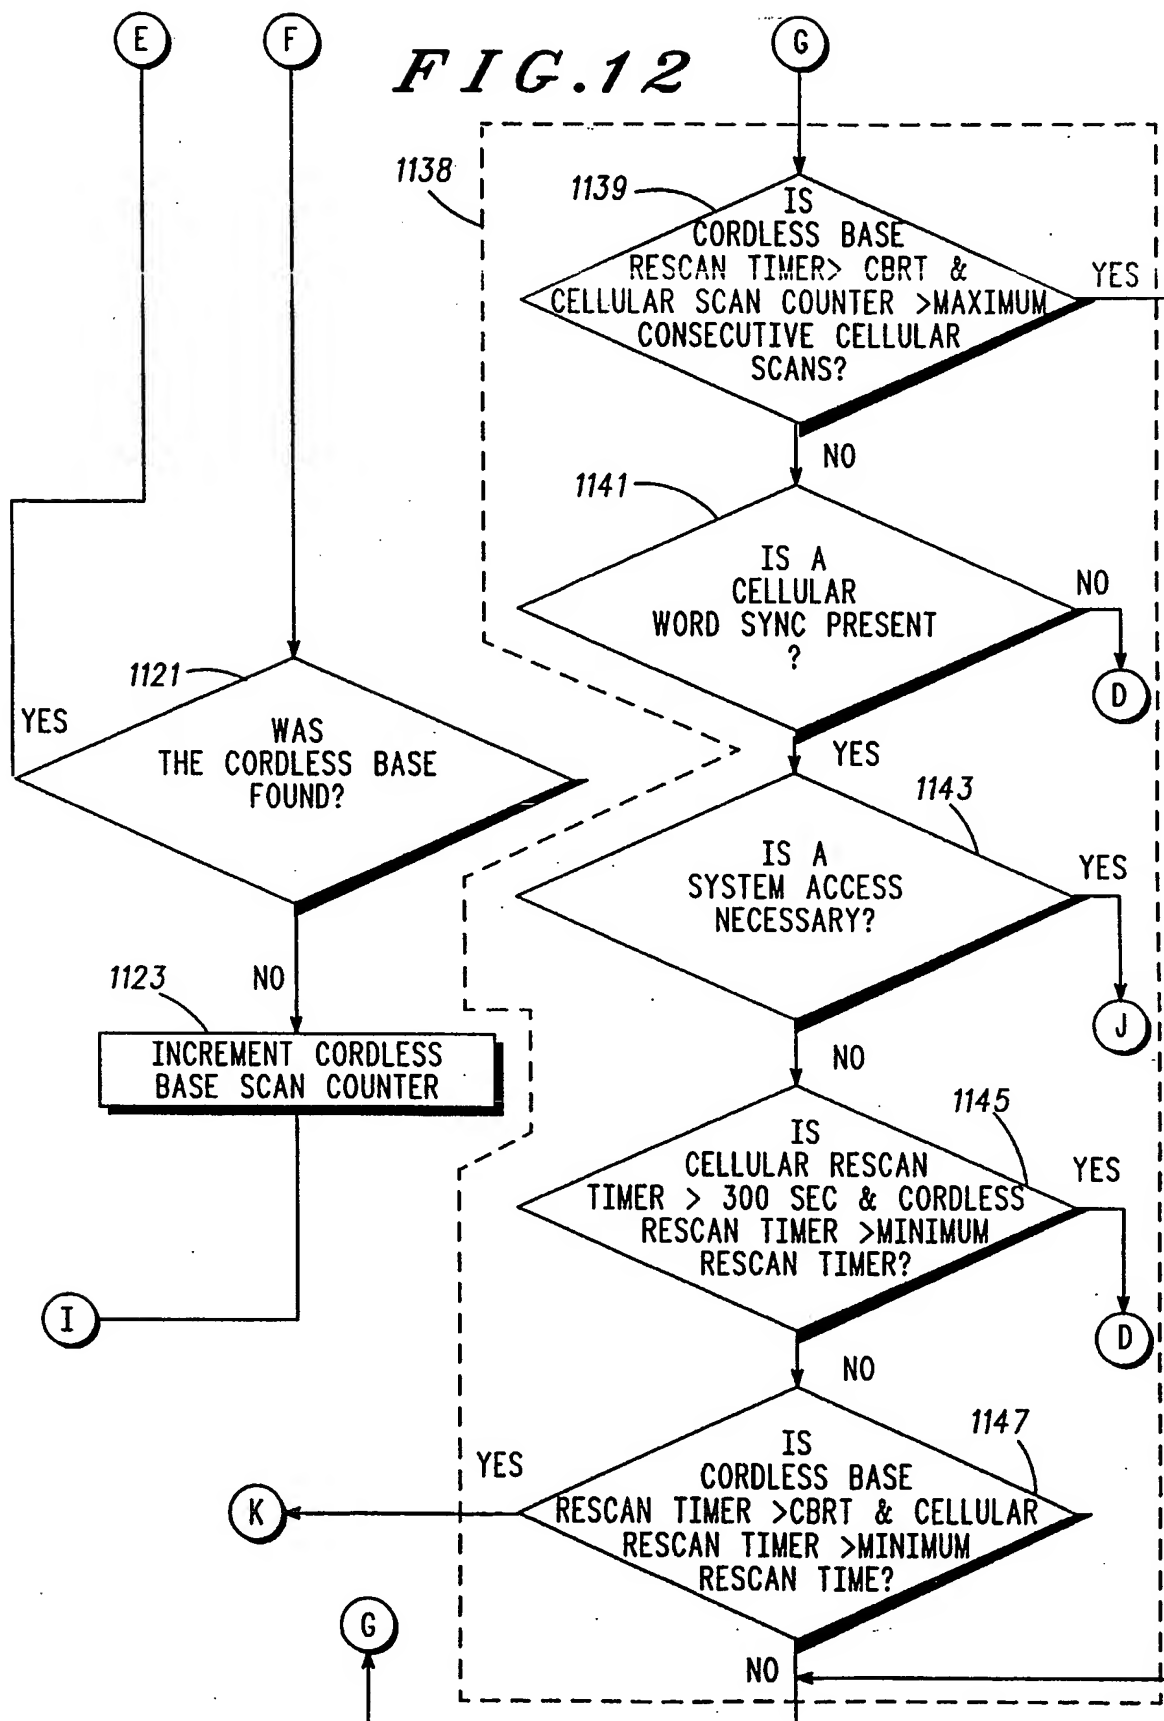 E
F
FIG.12
G
1138
1139
IS
CORDLESS BASE
RESCAN TIMER> CBRT &
CELLULAR SCAN COUNTER >MAXIMUM
CONSECUTIVE CELLULAR
SCANS?
YES
NO
1141
IS A
CELLULAR
WORD SYNC PRESENT
?
NO
D
YES
1121
YES
WAS
THE CORDLESS BASE
FOUND?
NO
1123
INCREMENT CORDLESS
BASE SCAN COUNTER
I
1143
IS A
SYSTEM ACCESS
NECESSARY?
YES
J
NO
1145
IS
CELLULAR RESCAN
TIMER > 300 SEC & CORDLESS
RESCAN TIMER >MINIMUM
RESCAN TIMER?
YES
D
NO
1147
IS
CORDLESS BASE
RESCAN TIMER >CBRT & CELLULAR
RESCAN TIMER >MINIMUM
RESCAN TIME?
YES
K
G
NO